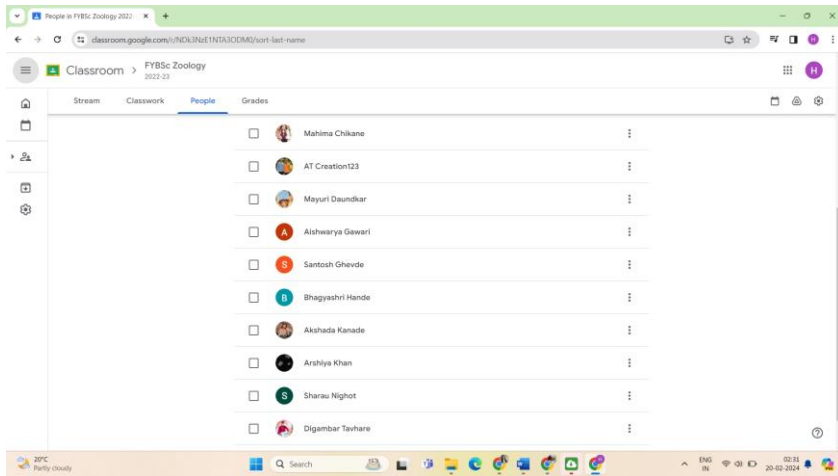 People in FYBSc Zoology 2022-
classroom.google.com/r/NDk3NzE1NTA3ODM0/sort-last-name
H
Classroom > FYBSc Zoology
2022-23
H
Stream Classwork People Grades
Mahima Chikane
AT Creation123
Mayuri Daundkar
A Aishwarya Gawari
S Santosh Ghevde
B Bhagyashri Hande
Akshada Kanade
Arshiya Khan
S Sharau Nighot
Digambar Tavhare
20°C
Partly cloudy
Search
ENG
IN
02:31
20-02-2024